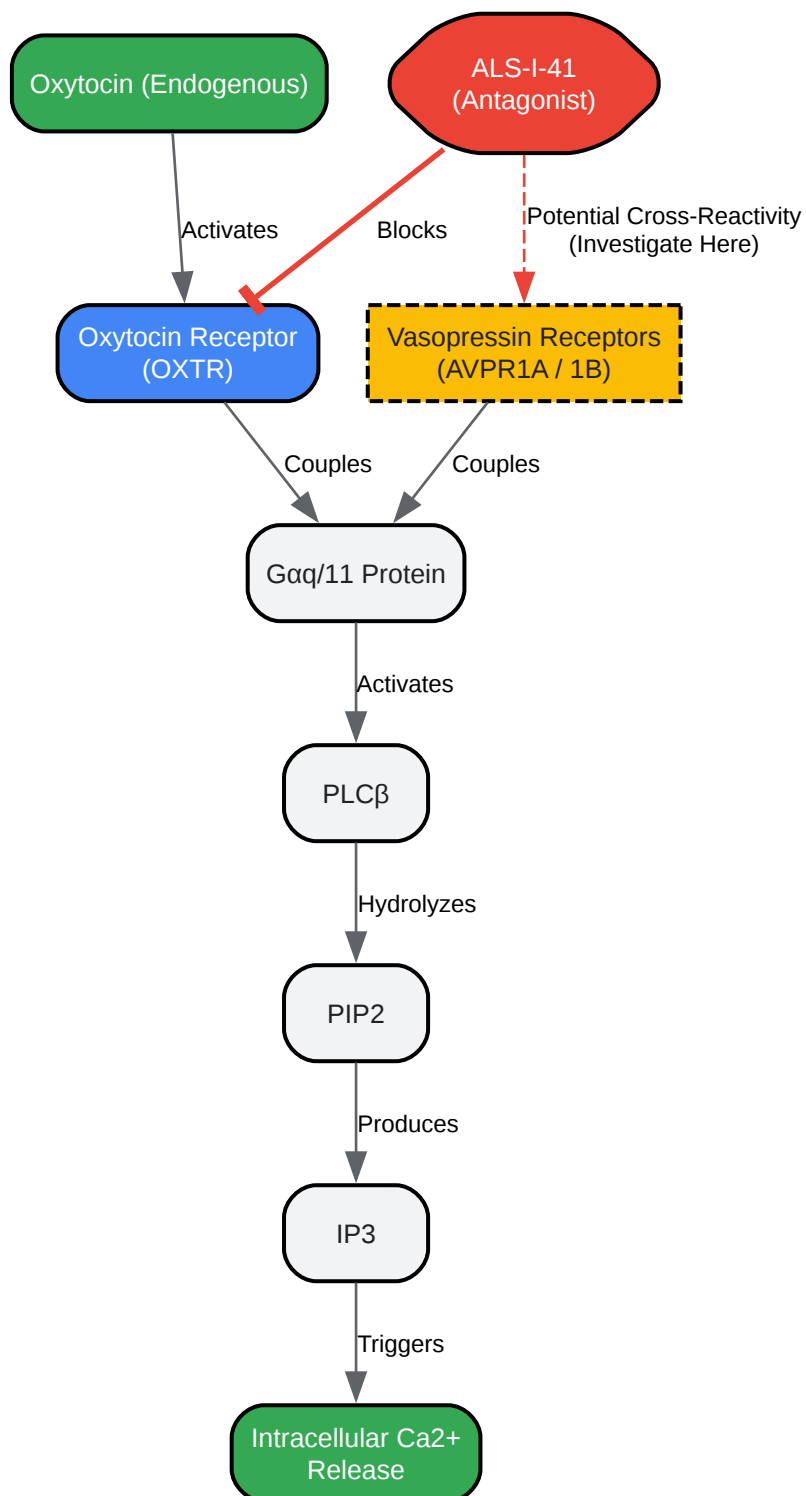 Oxytocin (Endogenous)
ALS-I-41
(Antagonist)
Activates
Blocks
Potential Cross-Reactivity
(Investigate Here)
Oxytocin Receptor
(OXTR)
Vasopressin Receptors
(AVPR1A / 1B)
Couples
Couples
Gαq/11 Protein
Activates
PLCβ
Hydrolyzes
PIP2
Produces
IP3
Triggers
Intracellular Ca2+
Release